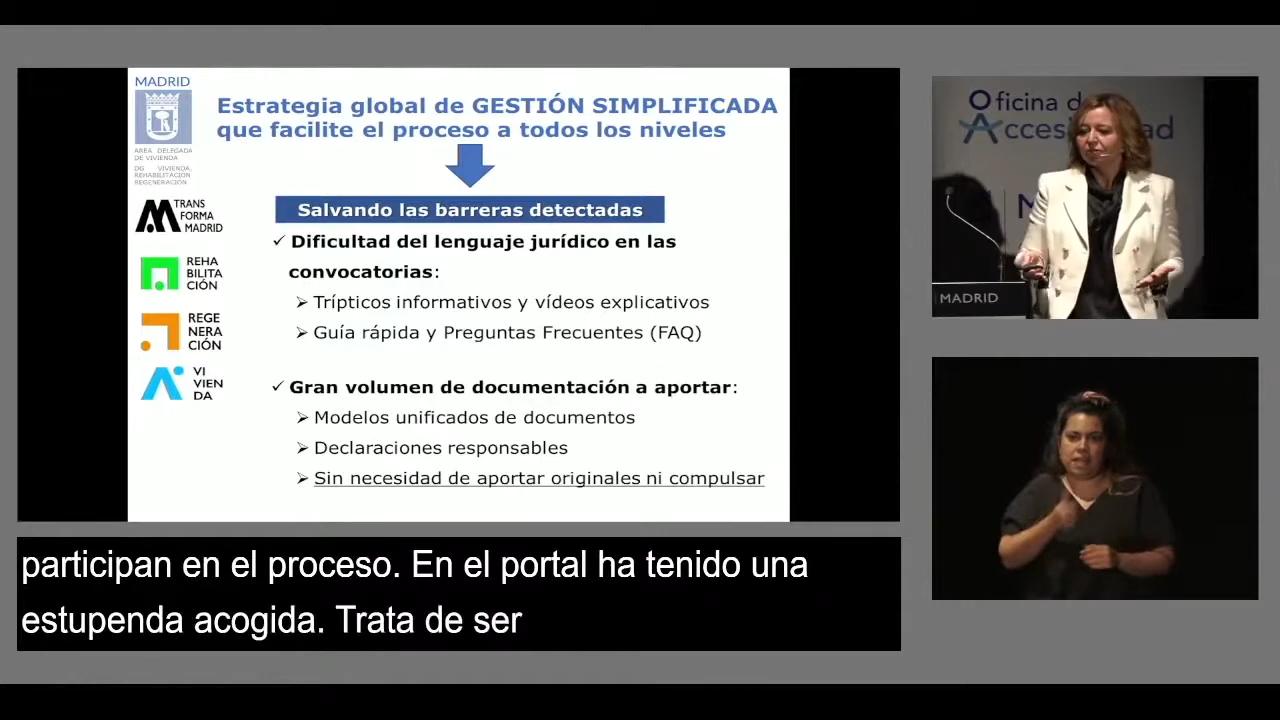 MADRID
ÁREA DELEGADA
DE VIVIENDA
DG VIVIENDA,
REHABILITACIÓN
REGENERACIÓN
TRANS
FORMA
MADRID
REHA
BILITA
CIÓN
REGE
NERA
CIÓN
VI
VIEN
DA
Estrategia global de GESTIÓN SIMPLIFICADA
que facilite el proceso a todos los niveles
Salvando las barreras detectadas
✓ Dificultad del lenguaje jurídico en las
convocatorias:
➢ Trípticos informativos y vídeos explicativos
➢ Guía rápida y Preguntas Frecuentes (FAQ)
✓ Gran volumen de documentación a aportar:
➢ Modelos unificados de documentos
➢ Declaraciones responsables
➢ Sin necesidad de aportar originales ni compulsar
Oficina d
Acces ad
M
MADRID
participan en el proceso. En el portal ha tenido una
estupenda acogida. Trata de ser